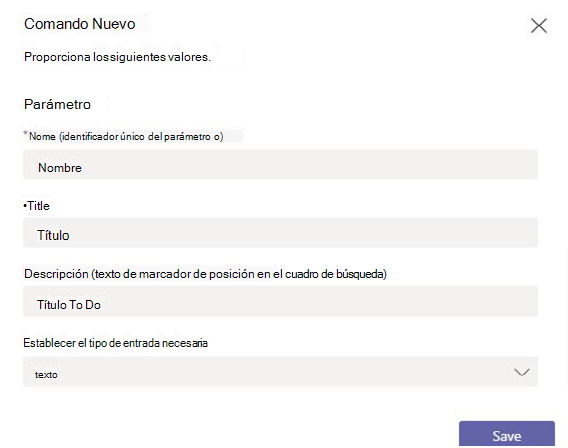 Comando Nuevo
Proporciona lossiguientes valores.
Parámetro
*Nome (identificador único del parámetro o)
Nombre
•Title
Título
Descripción (texto de marcador de posición en el cuadro de búsqueda)
Título To Do
Establecer el tipo de entrada necesaria
texto
Save